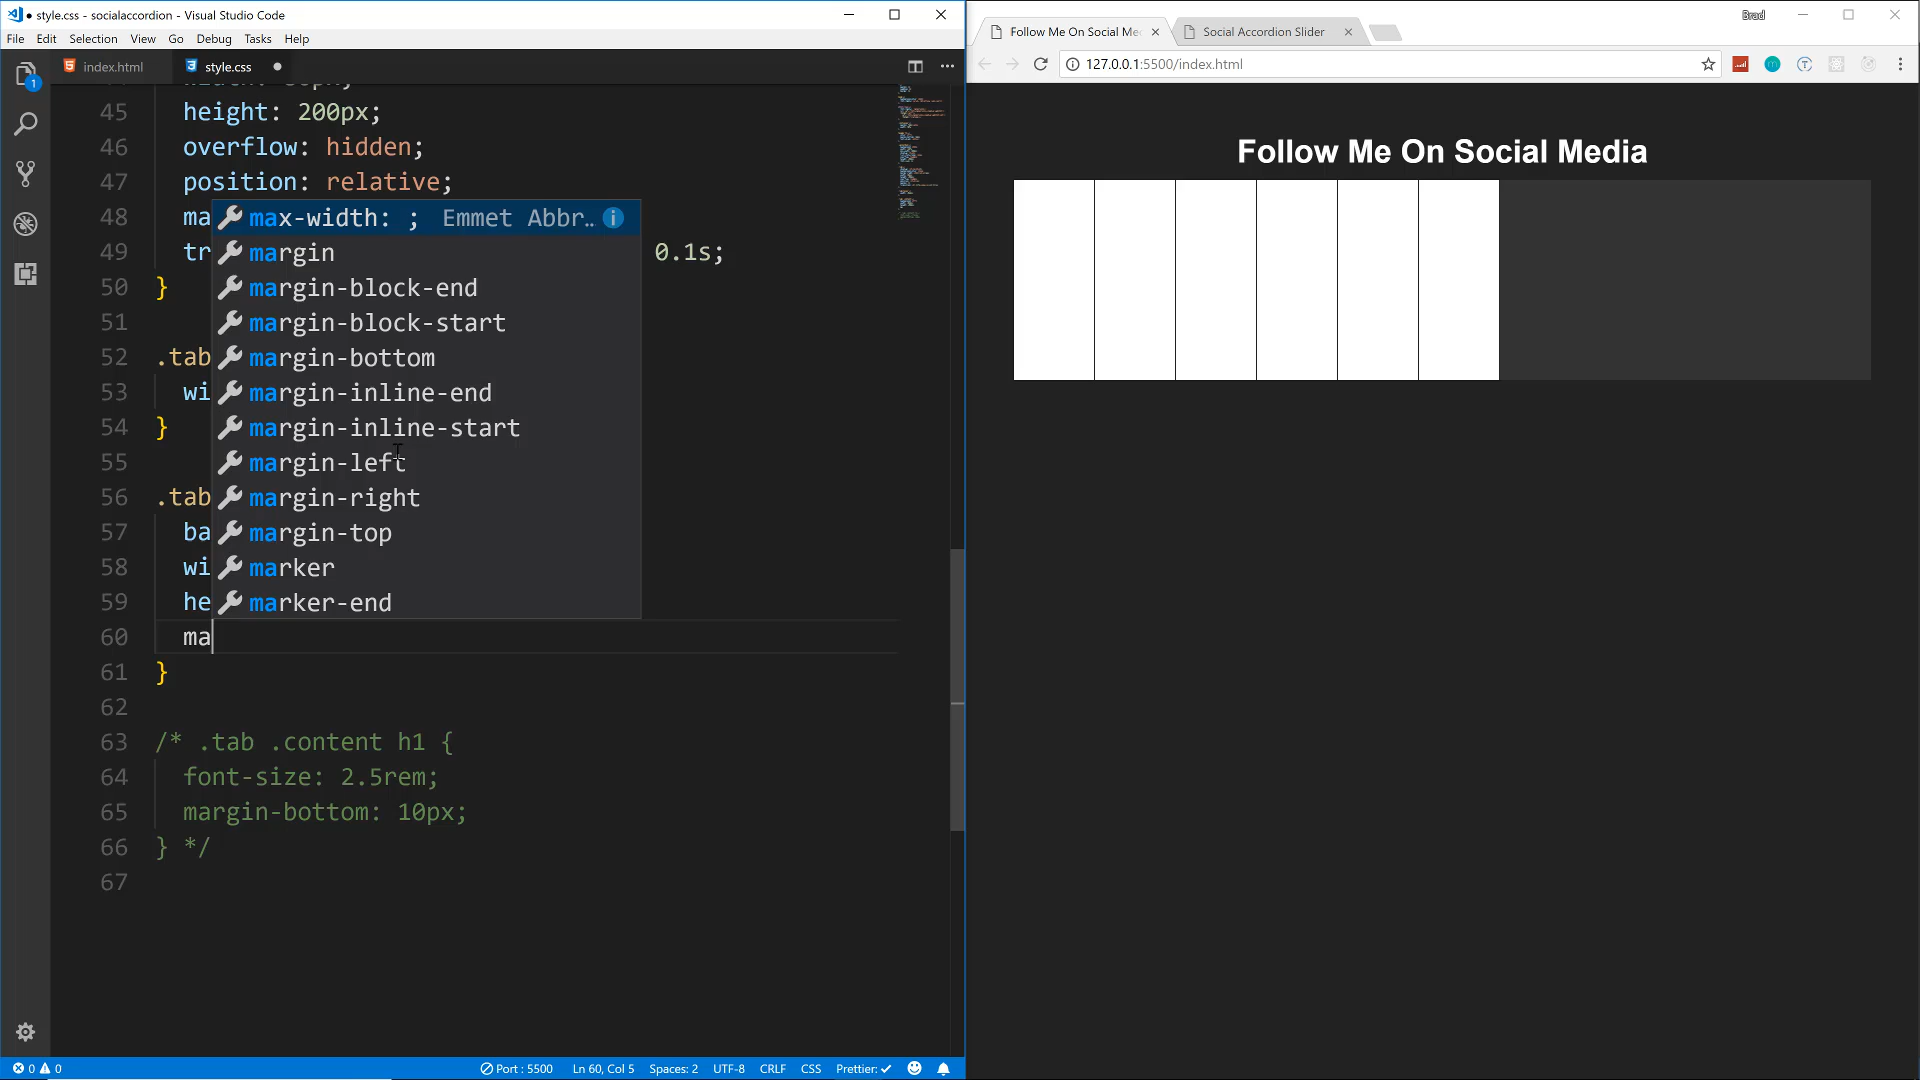 style.css - socialaccordion - Visual Studio Code
File Edit Selection View Go Debug Tasks Help
index.html
style.css
45 height: 200px;
46 overflow: hidden;
47 position: relative;
48 ma
49 tr 0.1s;
50 }
51
52 .tab
53 wi
54 }
55
56 .tab
57 ba
58 wi
59 he
60 ma
61 }
62
63 /* .tab .content h1 {
64 font-size: 2.5rem;
65 margin-bottom: 10px;
66 } */
67
max-width: ; Emmet Abbr…
margin
margin-block-end
margin-block-start
margin-bottom
margin-inline-end
margin-inline-start
margin-left
margin-right
margin-top
marker
marker-end
1
0 0
Port : 5500 Ln 60, Col 5 Spaces: 2 UTF-8 CRLF CSS Prettier: ✓
Brad
Follow Me On Social Me
Social Accordion Slider
127.0.0.1:5500/index.html
Follow Me On Social Media